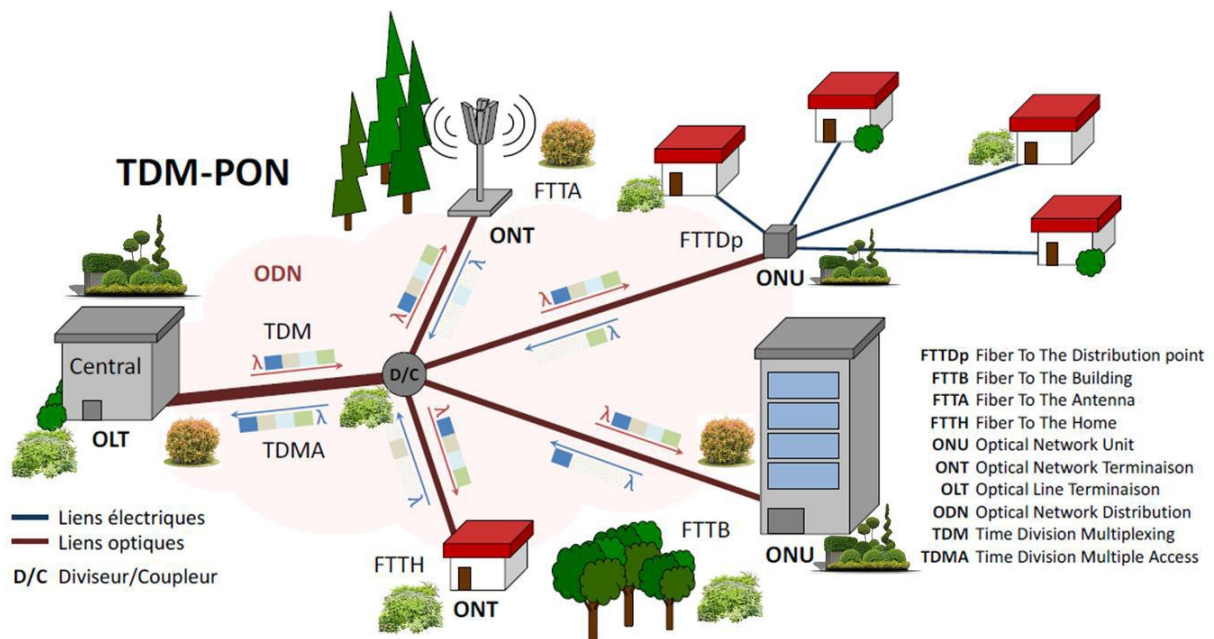 TDM-PON
FTTA
ONT
FTTDp
ONU
ODN
TDM
λ
λ
λ
λ
λ
Central
D/C
λ
OLT
TDMA
λ
λ
λ
λ
FTTH
ONT
FTTB
ONU
Liens électriques
Liens optiques
D/C Diviseur/Coupleur
FTTDp Fiber To The Distribution point
FTTB Fiber To The Building
FTTA Fiber To The Antenna
FTTH Fiber To The Home
ONU Optical Network Unit
ONT Optical Network Terminaison
OLT Optical Line Terminaison
ODN Optical Network Distribution
TDM Time Division Multiplexing
TDMA Time Division Multiple Access